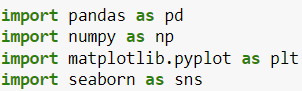 import pandas as pd
import numpy as np
import matplotlib.pyplot as plt
import seaborn as sns